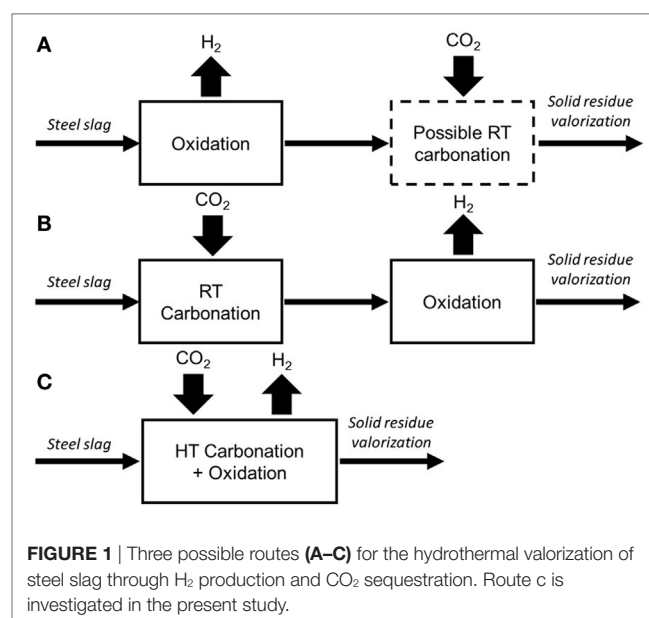 A
H₂
CO₂
Steel slag
Oxidation
Possible RT
carbonation
Solid residue
valorization
B
CO₂
H₂
Steel slag
RT
Carbonation
Oxidation
Solid residue
valorization
C
CO₂
H₂
Steel slag
HT Carbonation
+ Oxidation
Solid residue
valorization
FIGURE 1 | Three possible routes (A–C) for the hydrothermal valorization of
steel slag through H₂ production and CO₂ sequestration. Route c is
investigated in the present study.